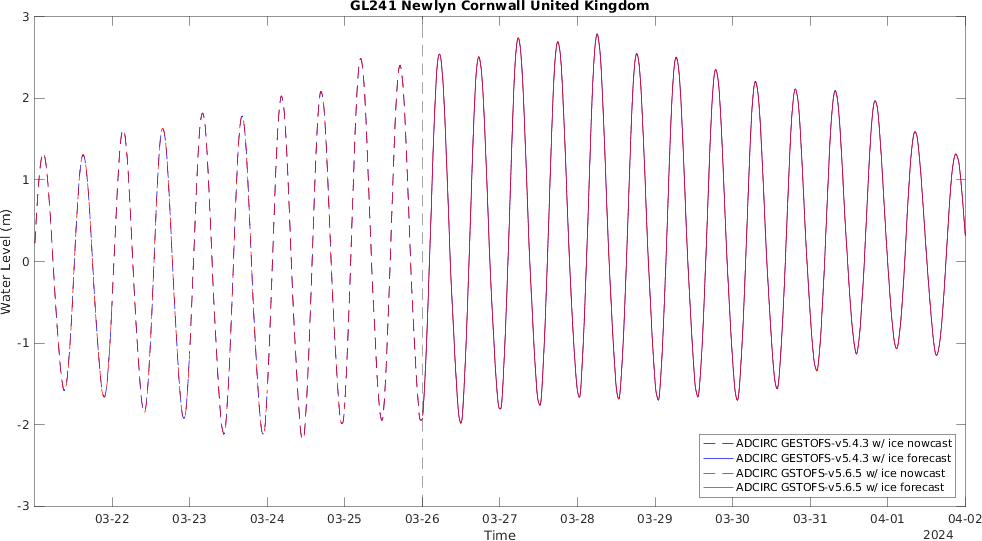 GL241 Newlyn Cornwall United Kingdom
3
2
1
0
-1
-2
-3
Water Level (m)
ADCIRC GESTOFS-v5.4.3 w/ ice nowcast
ADCIRC GESTOFS-v5.4.3 w/ ice forecast
ADCIRC GSTOFS-v5.6.5 w/ ice nowcast
ADCIRC GSTOFS-v5.6.5 w/ ice forecast
03-22 03-23 03-24 03-25 03-26 03-27 03-28 03-29 03-30 03-31 04-01 04-02
Time
2024